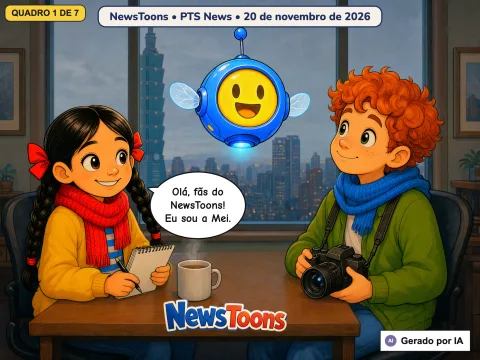 QUADRO 1 DE 7
NewsToons • PTS News • 20 de novembro de 2026
Olá, fãs do
NewsToons!
Eu sou a Mei.
NewsToons
AI Gerado por IA